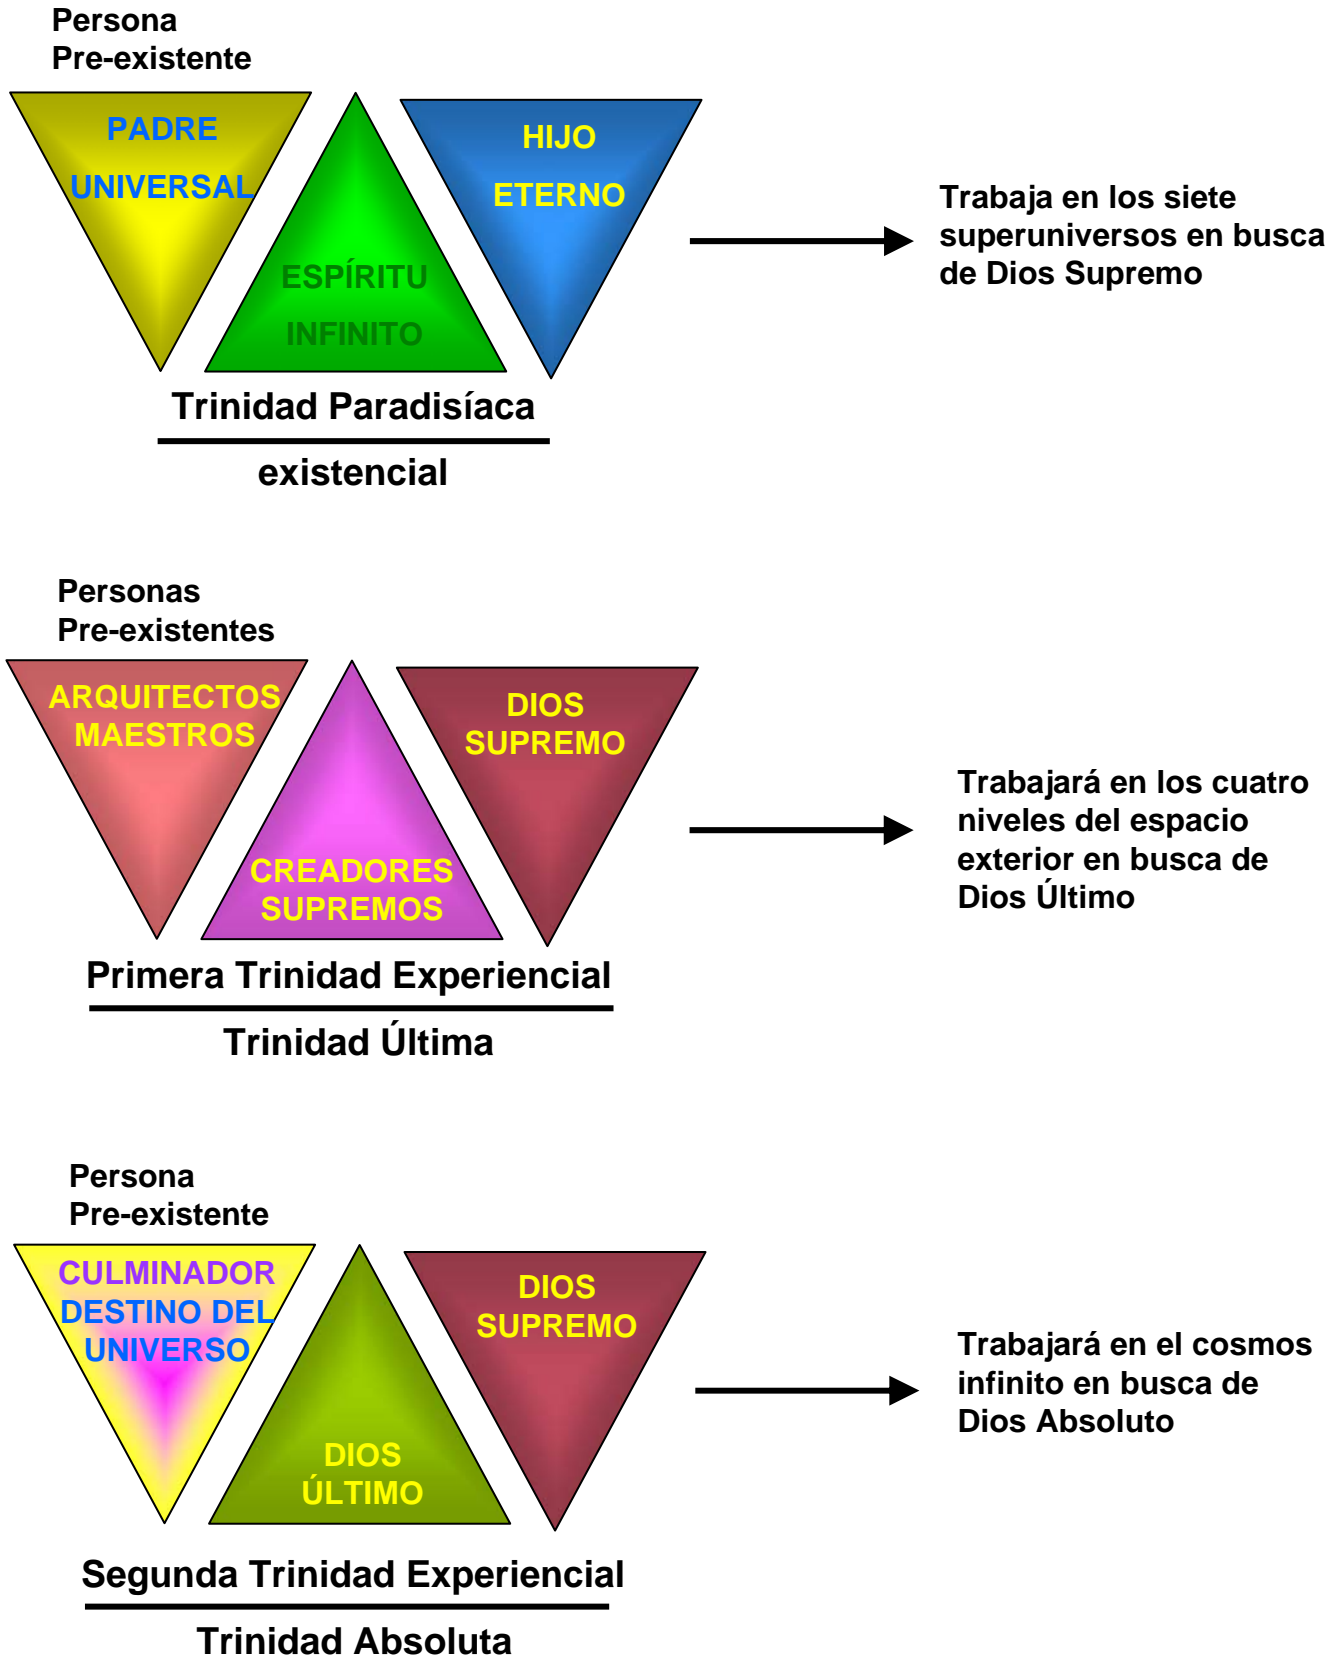 Persona
Pre-existente
PADRE
UNIVERSAL
ESPÍRITU
INFINITO
HIJO
ETERNO
Trabaja en los siete
superuniversos en busca
de Dios Supremo
Trinidad Paradisíaca
existencial
Personas
Pre-existentes
ARQUITECTOS
MAESTROS
CREADORES
SUPREMOS
DIOS
SUPREMO
Trabajará en los cuatro
niveles del espacio
exterior en busca de
Dios Último
Primera Trinidad Experiencial
Trinidad Última
Persona
Pre-existente
CULMINADOR
DESTINO DEL
UNIVERSO
DIOS
ÚLTIMO
DIOS
SUPREMO
Trabajará en el cosmos
infinito en busca de
Dios Absoluto
Segunda Trinidad Experiencial
Trinidad Absoluta